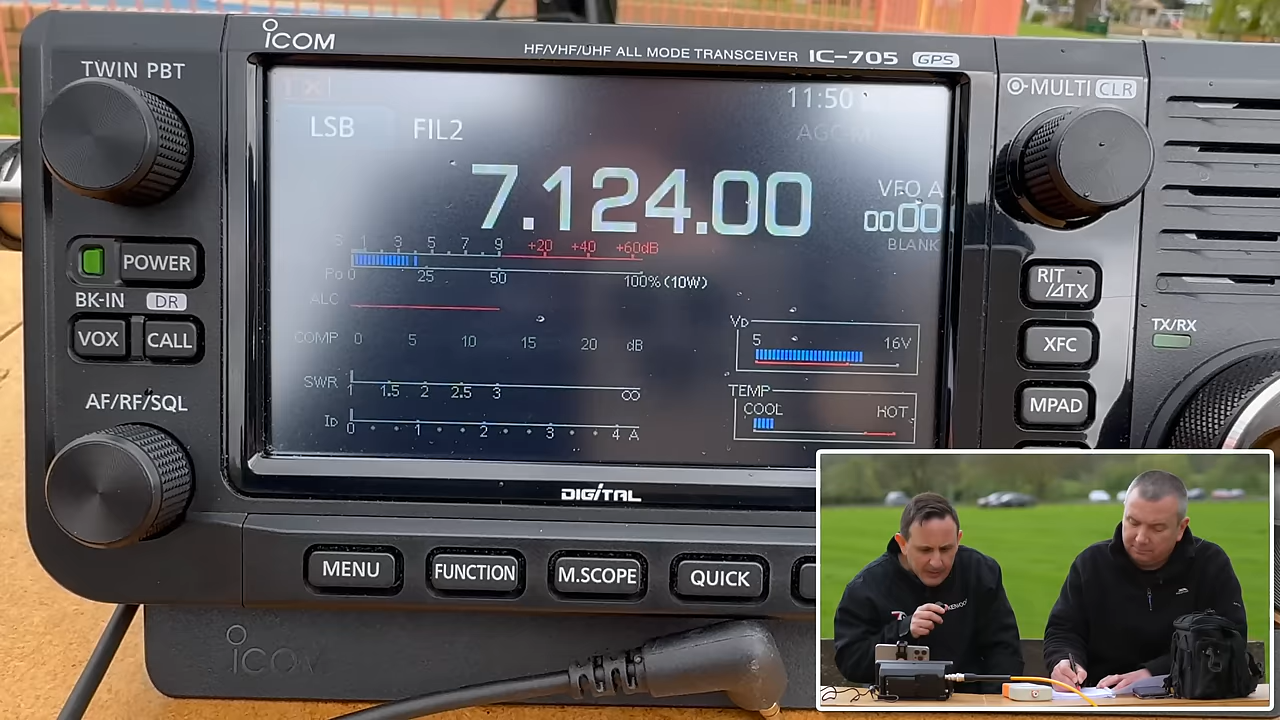 ICOM
HF/VHF/UHF ALL MODE TRANSCEIVER IC-705 GPS
TWIN PBT
MULTI CLR
11:50
LSB FIL2 AGC-M
7.124.00
VFO A
0000
BLANK
S 1 3 5 7 9 +20 +40 +60dB
Po 0 25 50 100% (10W)
ALC
COMP 0 5 10 15 20 dB
SWR 1 1.5 2 2.5 3 ∞
ID 0 1 2 3 4 A
VD
5 16V
TEMP
COOL HOT
POWER
BK-IN DR
VOX CALL
AF/RF/SQL
RIT
/⊿TX
XFC
MPAD
TX/RX
DIGITAL
MENU FUNCTION M.SCOPE QUICK
ICOM
KENWOOD